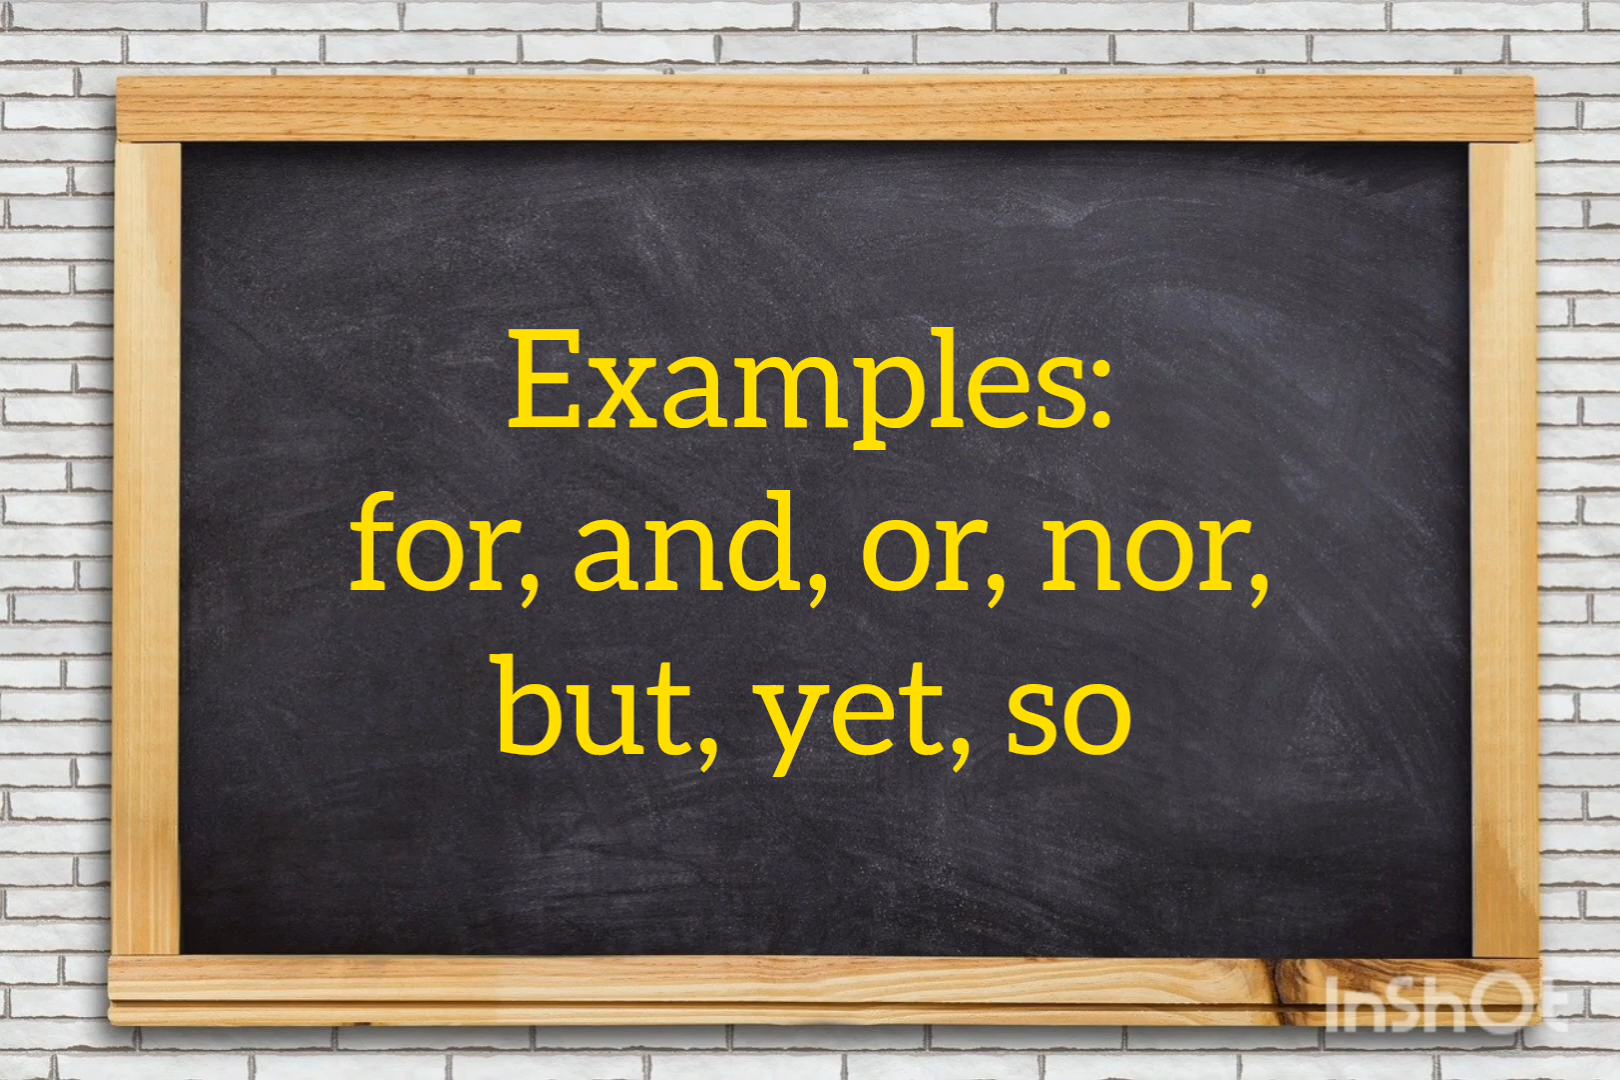 Examples:
for, and, or, nor,
but, yet, so
InShOt